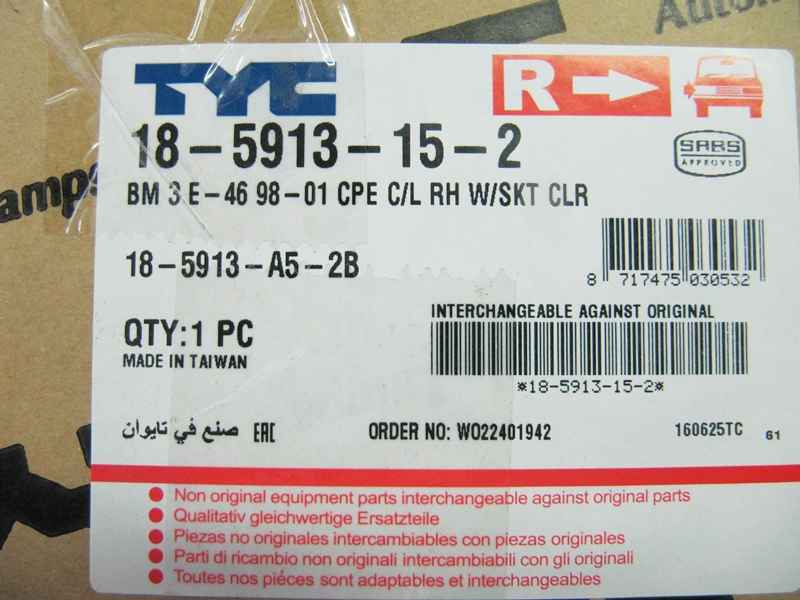 Autom
TYC
R
18-5913-15-2
SABS
APPROVED
amps
BM 3 E-46 98-01 CPE C/L RH W/SKT CLR
18-5913-A5-2B
8 717475 030532
INTERCHANGEABLE AGAINST ORIGINAL
QTY:1 PC
MADE IN TAIWAN
*18-5913-15-2*
صنع في تايوان EAC ORDER NO: WO22401942 160625TC 61
Non original equipment parts interchangeable against original parts
Qualitativ gleichwertige Ersatzteile
Piezas no originales intercambiables con piezas originales
Parti di ricambio non originali intercambiabili con gli originali
Toutes nos piéces sont adaptables et interchangeables